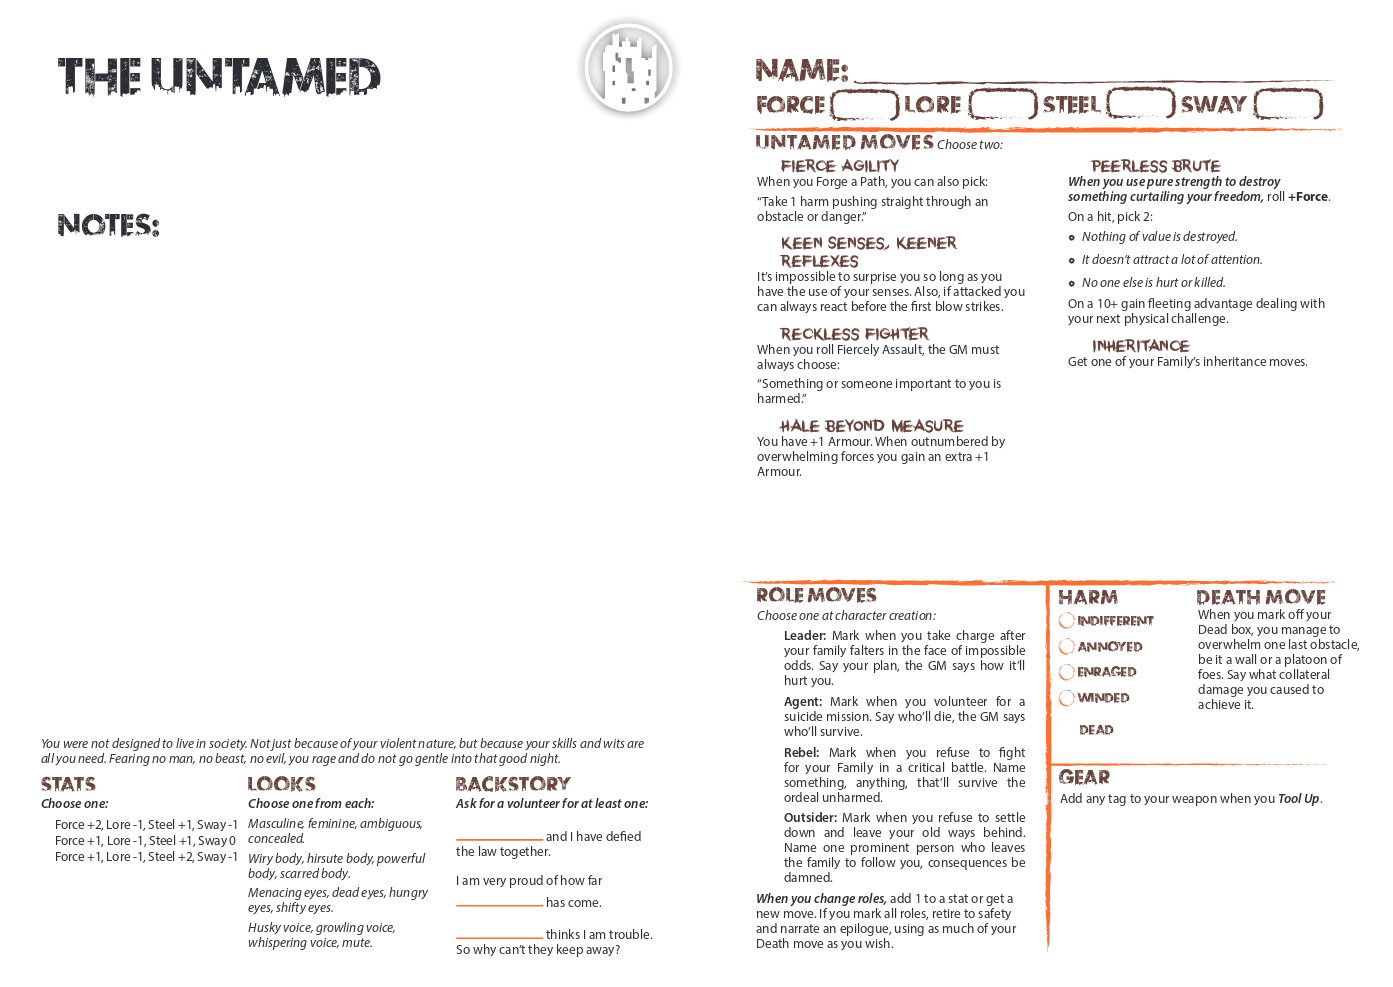 THE UNTAMED
NOTES:
You were not designed to live in society. Not just because of your violent nature, but because your skills and wits are
all you need. Fearing no man, no beast, no evil, you rage and do not go gentle into that good night.
STATS
Choose one:
Force +2, Lore -1, Steel +1, Sway -1
Force +1, Lore -1, Steel +1, Sway 0
Force +1, Lore -1, Steel +2, Sway -1
LOOKS
Choose one from each:
Masculine, feminine, ambiguous,
concealed.
Wiry body, hirsute body, powerful
body, scarred body.
Menacing eyes, dead eyes, hungry
eyes, shifty eyes.
Husky voice, growling voice,
whispering voice, mute.
BACKSTORY
Ask for a volunteer for at least one:
and I have defied
the law together.
I am very proud of how far
has come.
thinks I am trouble.
So why can't they keep away?
NAME:
FORCE LORE STEEL SWAY
UNTAMED MOVES Choose two:
FIERCE AGILITY
When you Forge a Path, you can also pick:
“Take 1 harm pushing straight through an
obstacle or danger.”
KEEN SENSES, KEENER
REFLEXES
It's impossible to surprise you so long as you
have the use of your senses. Also, if attacked you
can always react before the first blow strikes.
RECKLESS FIGHTER
When you roll Fiercely Assault, the GM must
always choose:
“Something or someone important to you is
harmed.”
HALE BEYOND MEASURE
You have +1 Armour. When outnumbered by
overwhelming forces you gain an extra +1
Armour.
PEERLESS BRUTE
When you use pure strength to destroy
something curtailing your freedom, roll +Force.
On a hit, pick 2:
Nothing of value is destroyed.
It doesn't attract a lot of attention.
No one else is hurt or killed.
On a 10+ gain fleeting advantage dealing with
your next physical challenge.
INHERITANCE
Get one of your Family's inheritance moves.
ROLE MOVES
Choose one at character creation:
Leader: Mark when you take charge after
your family falters in the face of impossible
odds. Say your plan, the GM says how it'll
hurt you.
Agent: Mark when you volunteer for a
suicide mission. Say who'll die, the GM says
who'll survive.
Rebel: Mark when you refuse to fight
for your Family in a critical battle. Name
something, anything, that'll survive the
ordeal unharmed.
Outsider: Mark when you refuse to settle
down and leave your old ways behind.
Name one prominent person who leaves
the family to follow you, consequences be
damned.
When you change roles, add 1 to a stat or get a
new move. If you mark all roles, retire to safety
and narrate an epilogue, using as much of your
Death move as you wish.
HARM
INDIFFERENT
ANNOYED
ENRAGED
WINDED
DEAD
DEATH MOVE
When you mark off your
Dead box, you manage to
overwhelm one last obstacle,
be it a wall or a platoon of
foes. Say what collateral
damage you caused to
achieve it.
GEAR
Add any tag to your weapon when you Tool Up.